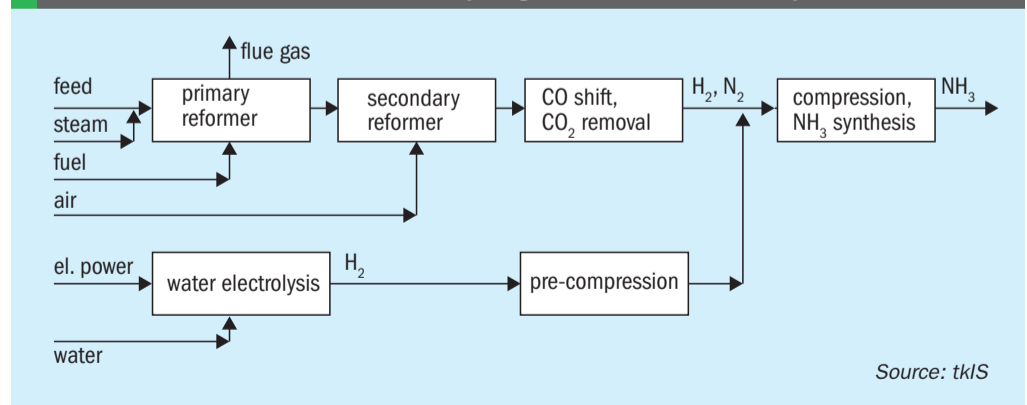 flue gas
feed
primary
reformer
secondary
reformer
CO shift,
CO₂ removal
H₂, N₂
compression,
NH₃ synthesis
NH₃
steam
fuel
air
el. power
water electrolysis
H₂
pre-compression
water
Source: tkIS